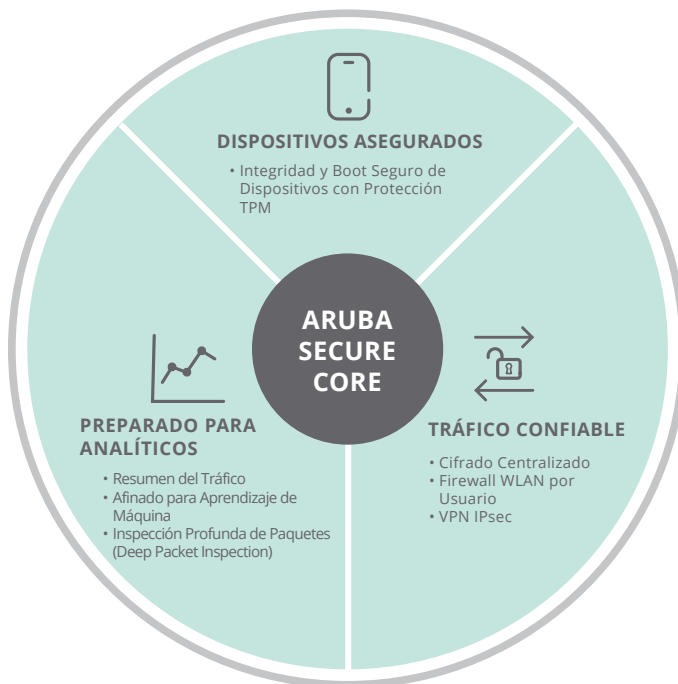 DISPOSITIVOS ASEGURADOS
• Integridad y Boot Seguro de
Dispositivos con Protección
TPM
ARUBA
SECURE
CORE
PREPARADO PARA
ANALÍTICOS
• Resumen del Tráfico
• Afinado para Aprendizaje de
Máquina
• Inspección Profunda de Paquetes
(Deep Packet Inspection)
TRÁFICO CONFIABLE
• Cifrado Centralizado
• Firewall WLAN por
Usuario
• VPN IPsec